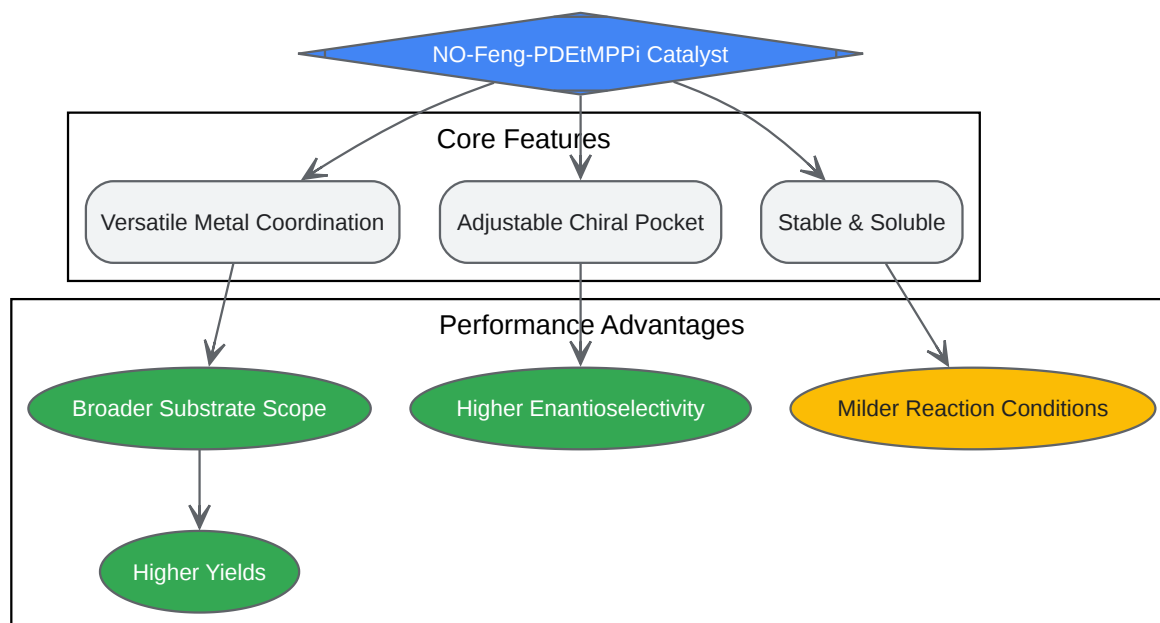 NO-Feng-PDEtMPPi Catalyst
Core Features
Versatile Metal Coordination
Adjustable Chiral Pocket
Stable & Soluble
Performance Advantages
Broader Substrate Scope
Higher Enantioselectivity
Milder Reaction Conditions
Higher Yields